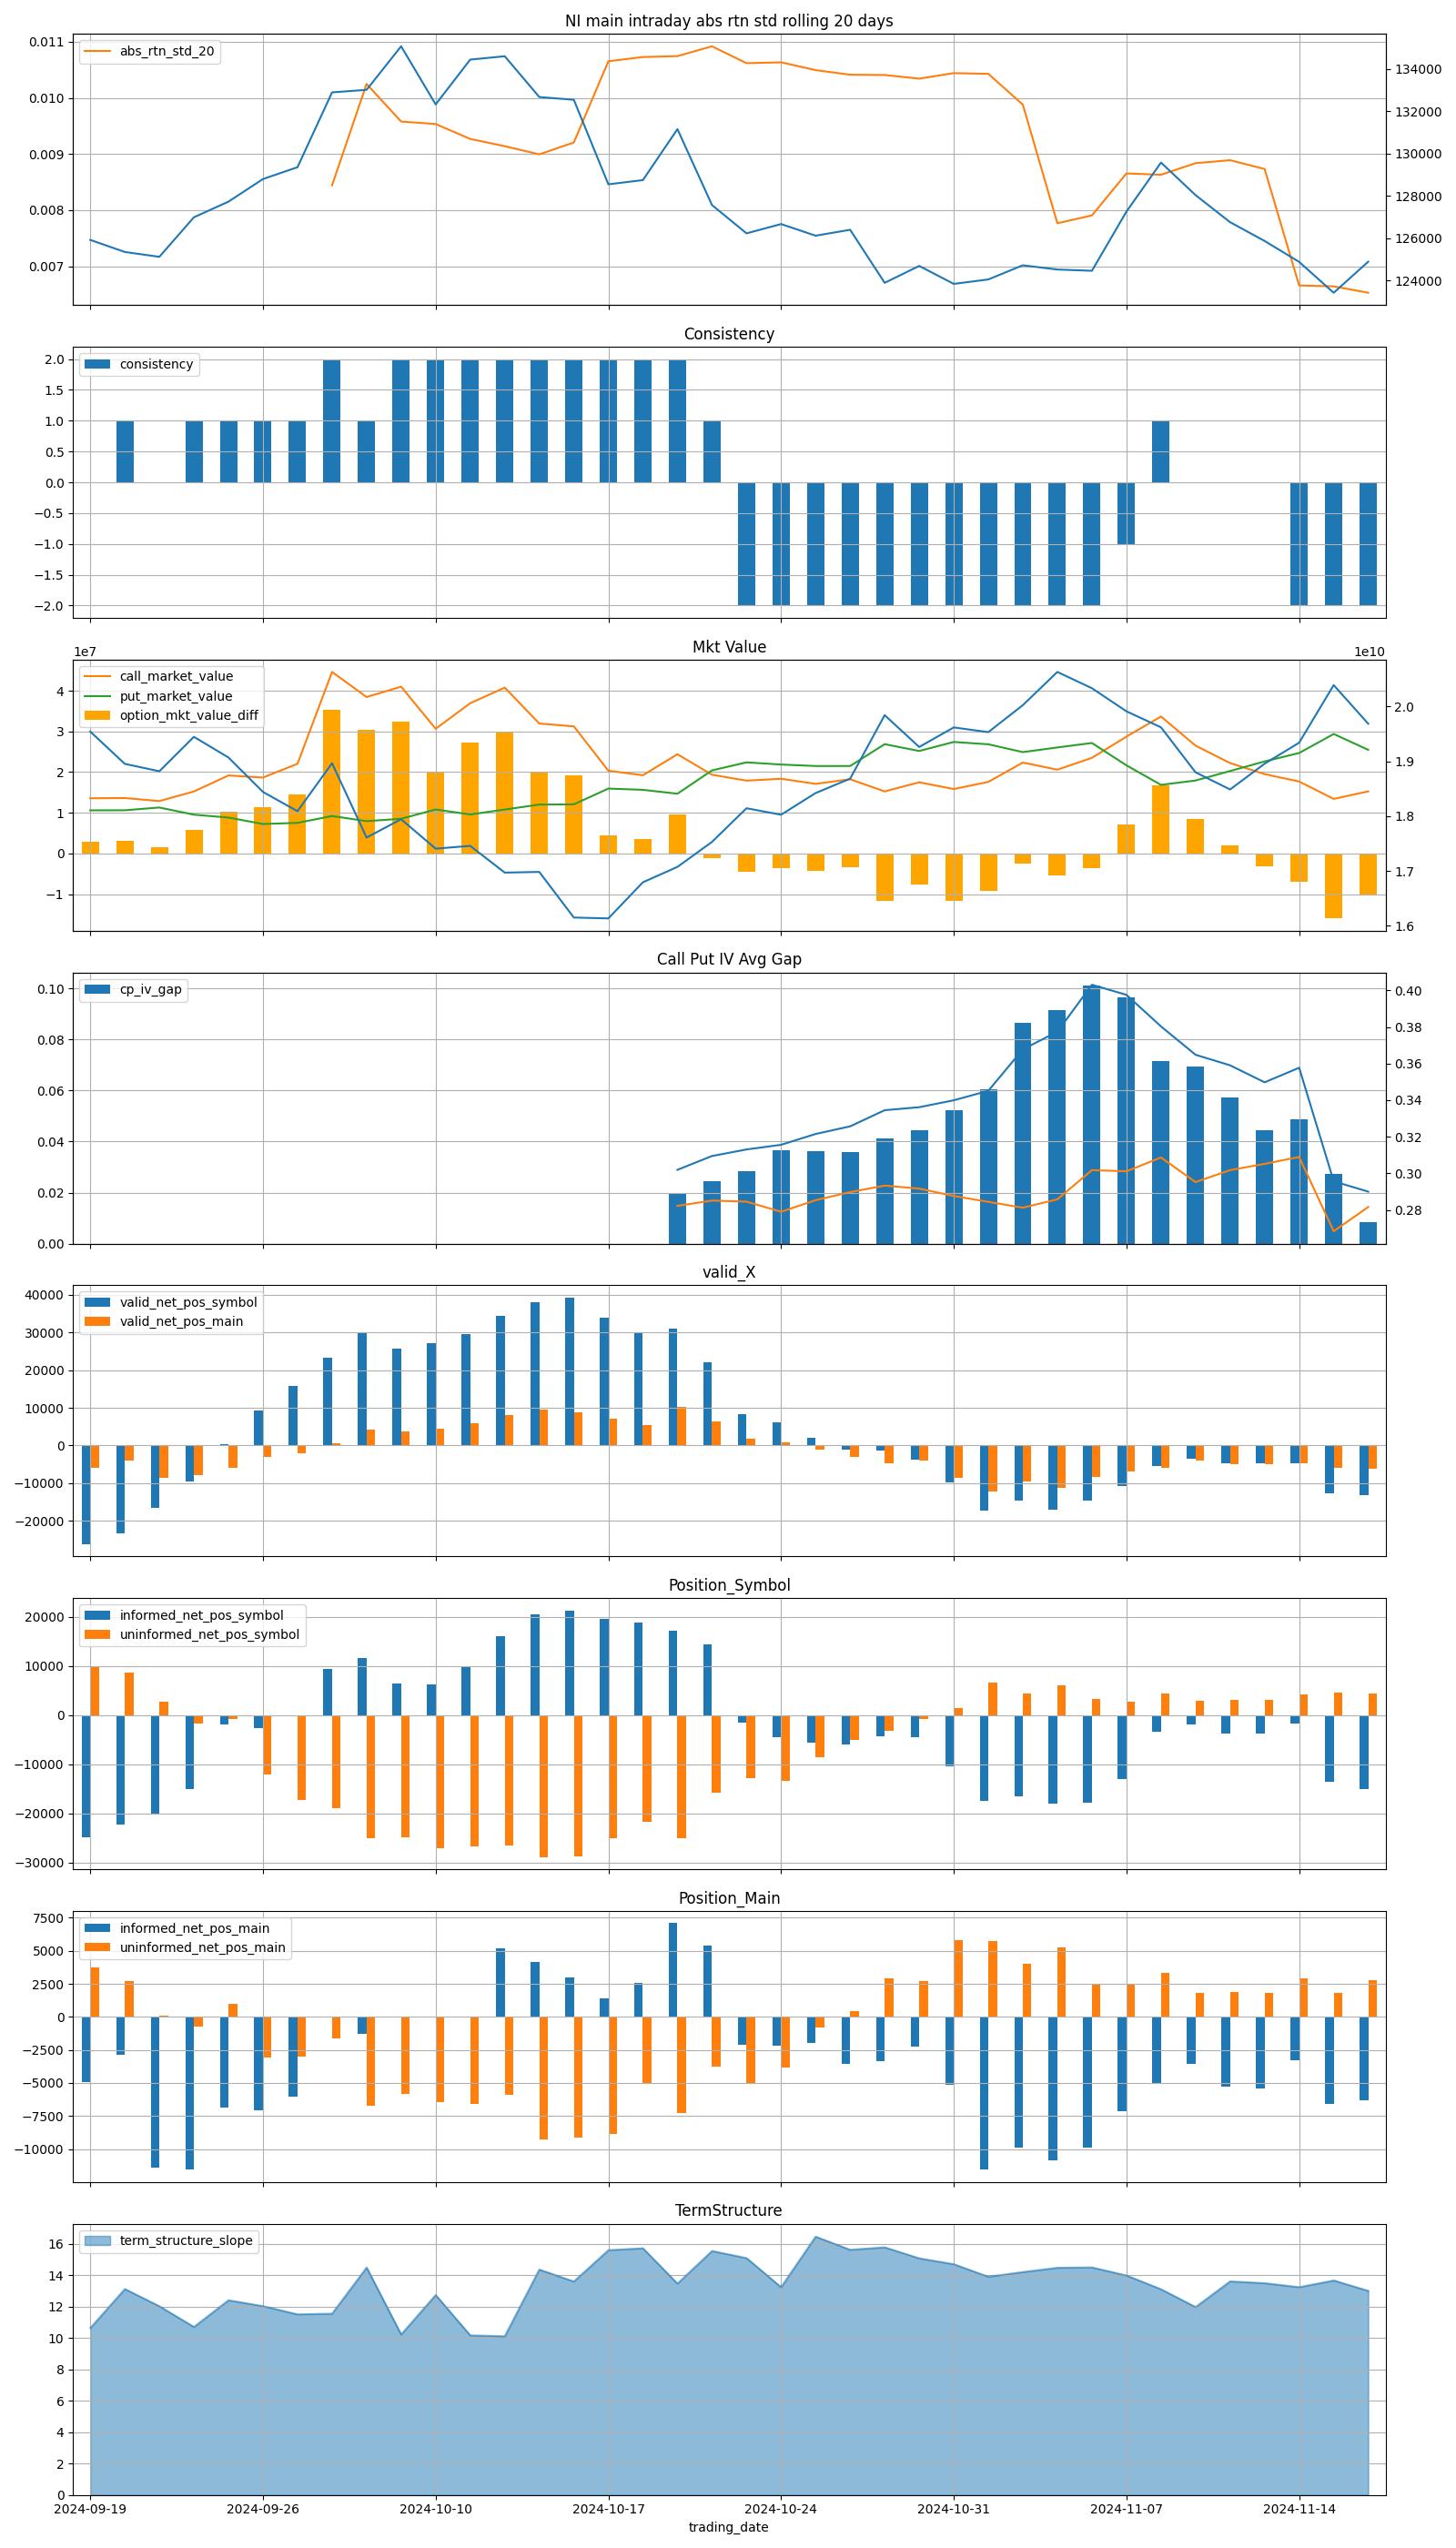 NI main intraday abs rtn std rolling 20 days
abs_rtn_std_20
0.011
0.010
0.009
0.008
0.007
134000
132000
130000
128000
126000
124000
Consistency
consistency
2.0
1.5
1.0
0.5
0.0
−0.5
−1.0
−1.5
−2.0
Mkt Value
1e7
1e10
call_market_value
put_market_value
option_mkt_value_diff
4
3
2
1
0
−1
2.0
1.9
1.8
1.7
1.6
Call Put IV Avg Gap
cp_iv_gap
0.10
0.08
0.06
0.04
0.02
0.00
0.40
0.38
0.36
0.34
0.32
0.30
0.28
valid_X
valid_net_pos_symbol
valid_net_pos_main
40000
30000
20000
10000
0
−10000
−20000
Position_Symbol
informed_net_pos_symbol
uninformed_net_pos_symbol
20000
10000
0
−10000
−20000
−30000
Position_Main
informed_net_pos_main
uninformed_net_pos_main
7500
5000
2500
0
−2500
−5000
−7500
−10000
TermStructure
term_structure_slope
16
14
12
10
8
6
4
2
0
2024-09-19 2024-09-26 2024-10-10 2024-10-17 2024-10-24 2024-10-31 2024-11-07 2024-11-14
trading_date